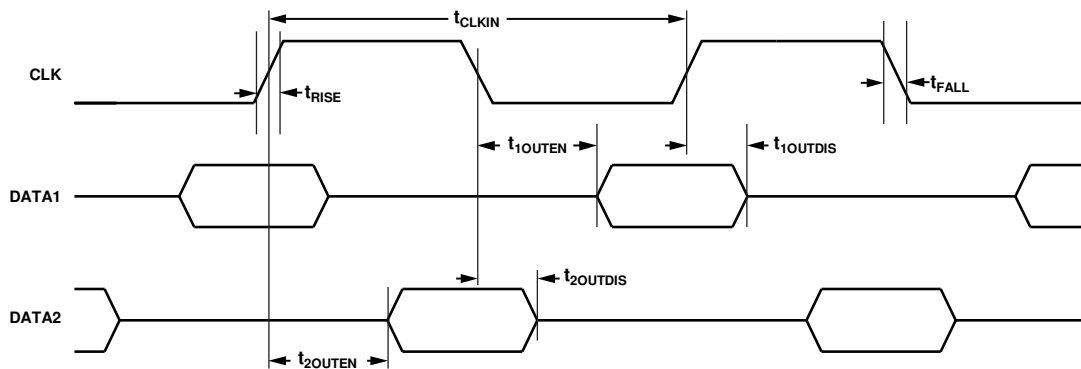 tCLKIN
CLK
tRISE
tFALL
t1OUTEN
t1OUTDIS
DATA1
t2OUTDIS
DATA2
t2OUTEN